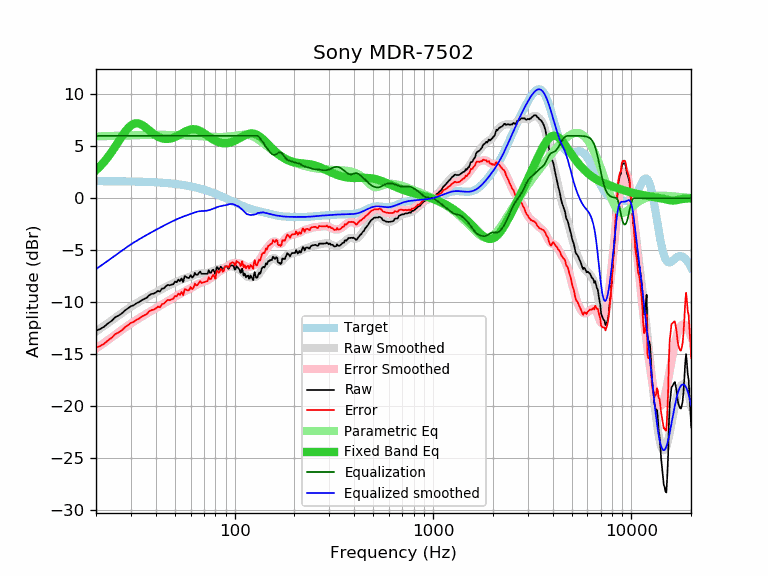 Sony MDR-7502
Amplitude (dBr)
10
5
0
−5
−10
−15
−20
−25
−30
Target
Raw Smoothed
Error Smoothed
Raw
Error
Parametric Eq
Fixed Band Eq
Equalization
Equalized smoothed
100
1000
10000
Frequency (Hz)